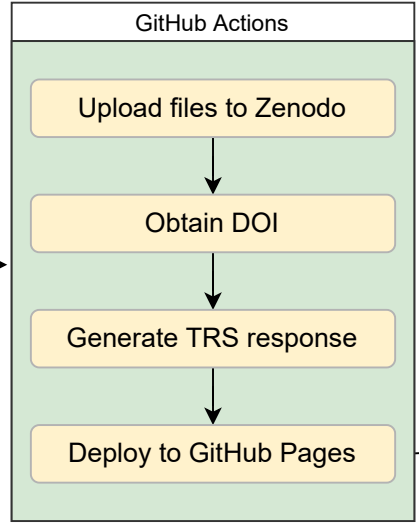 GitHub Actions
Upload files to Zenodo
Obtain DOI
Generate TRS response
Deploy to GitHub Pages